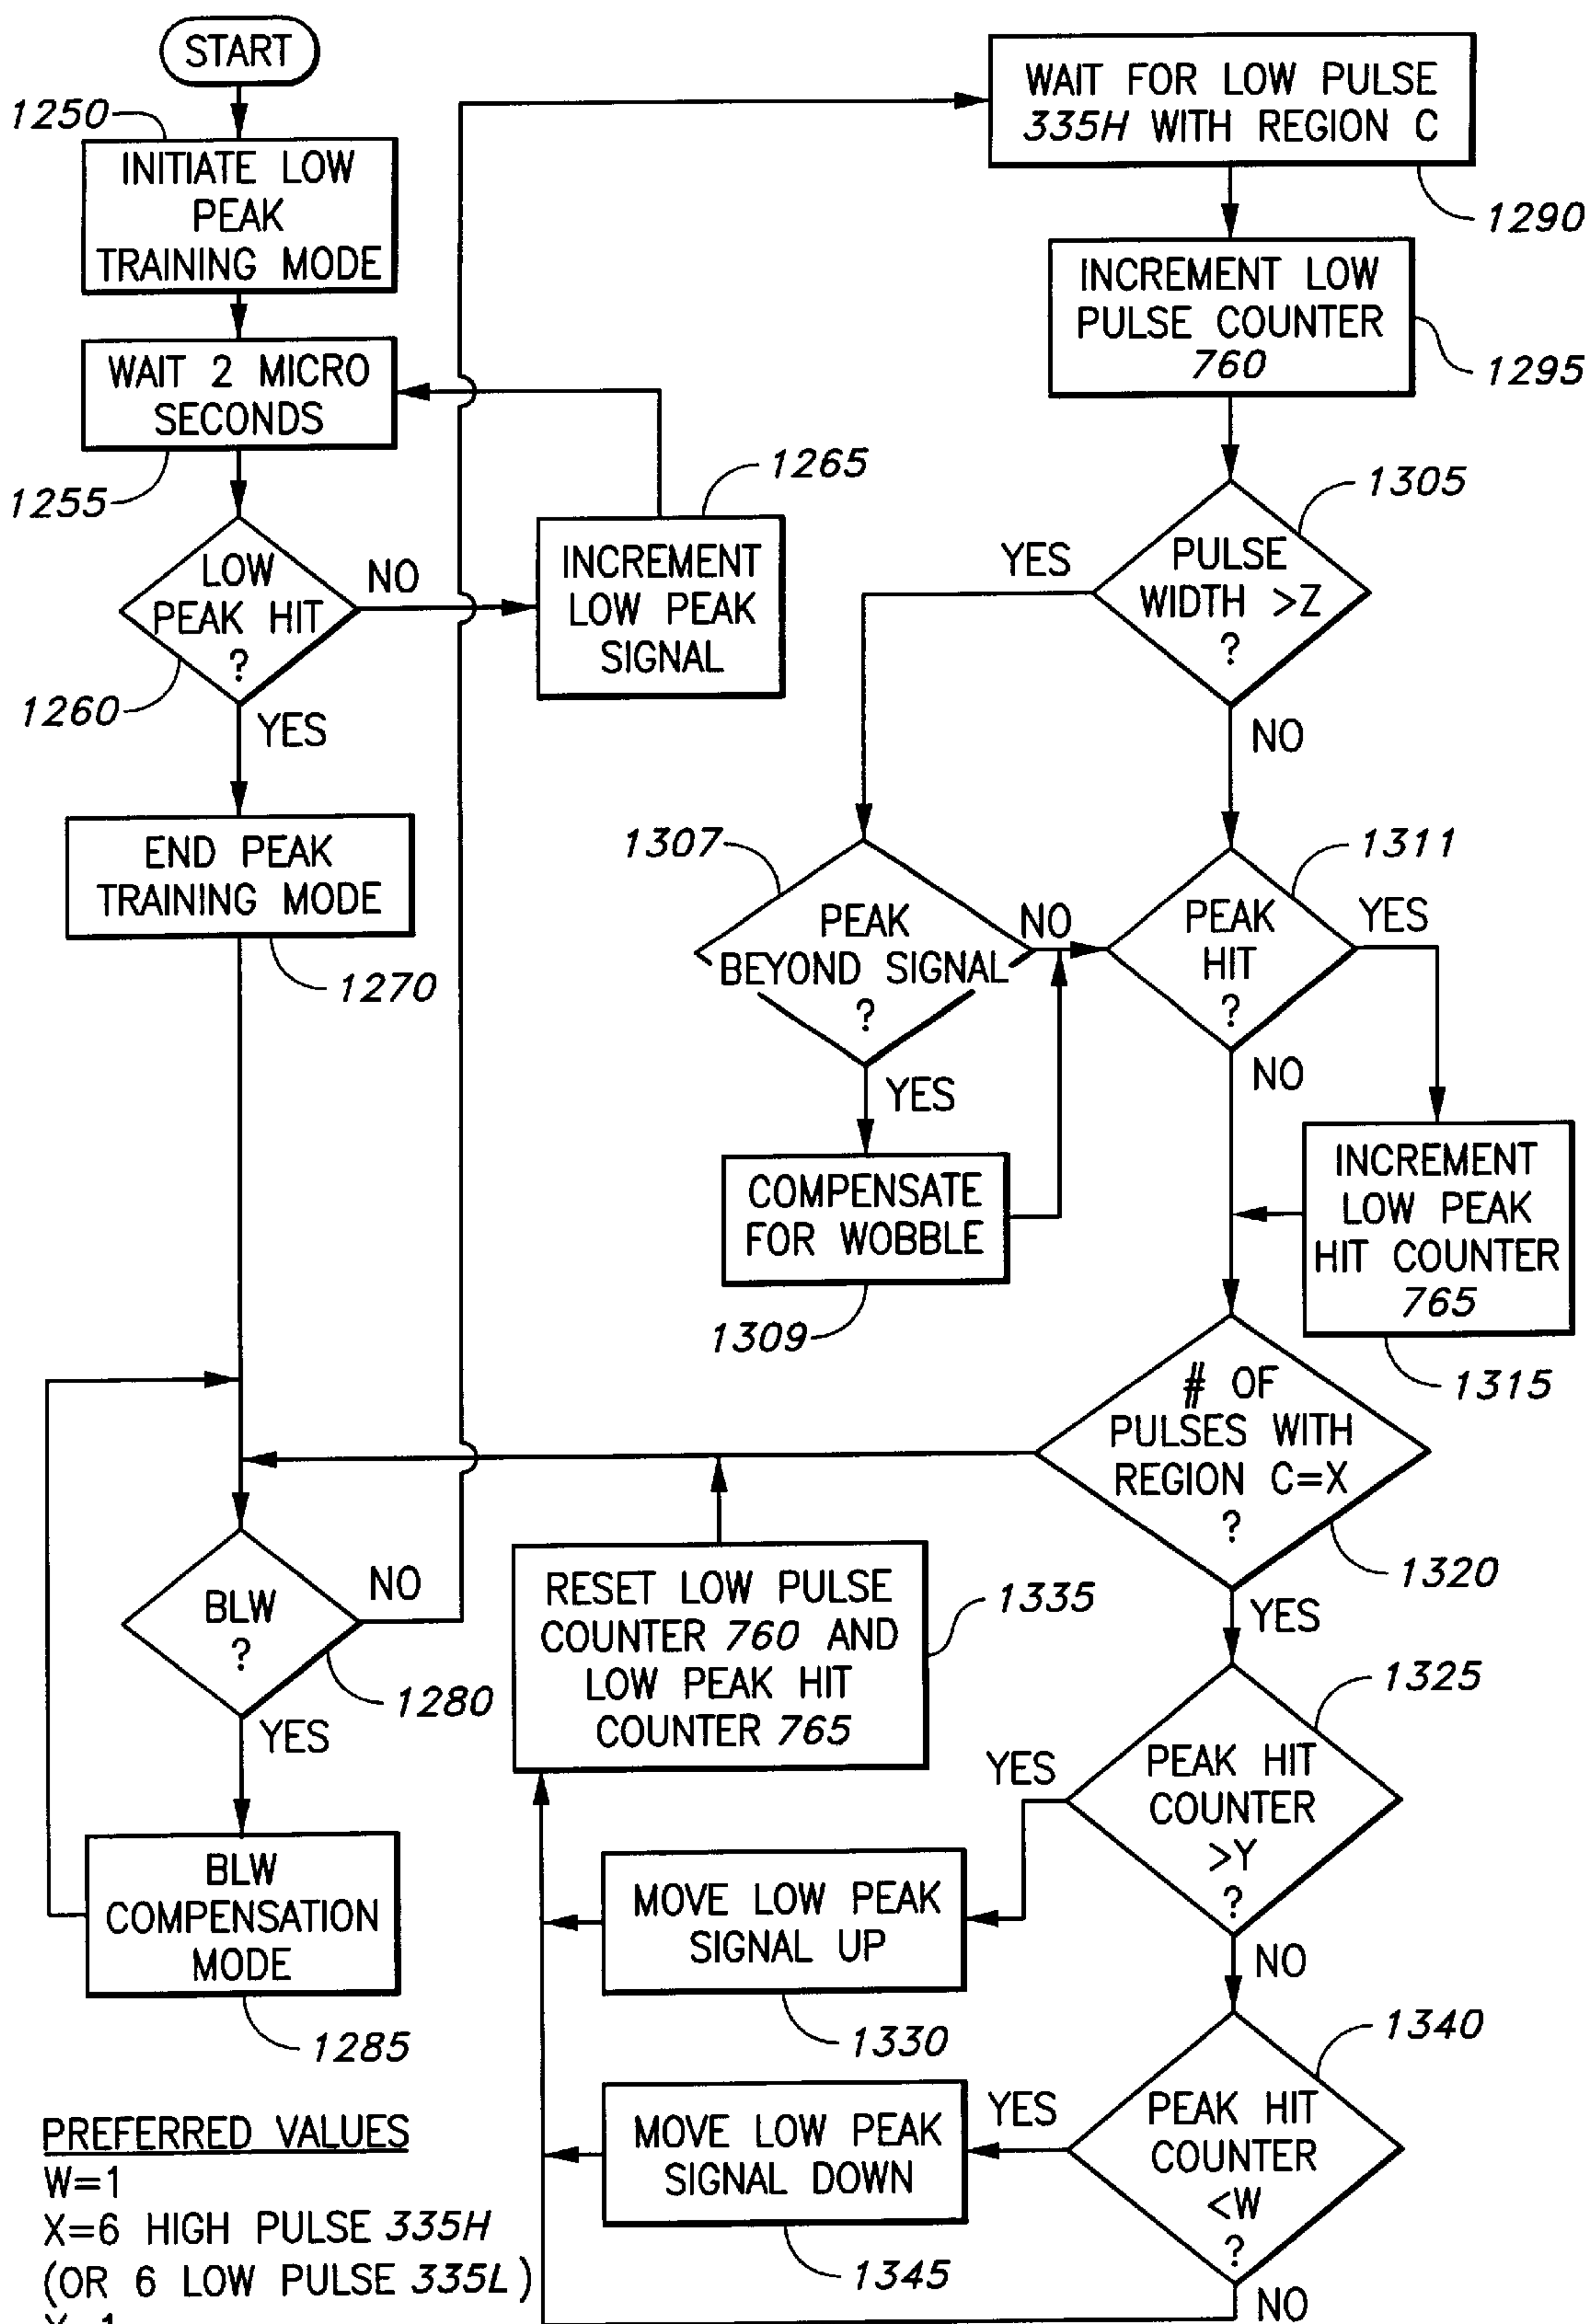 START
1250
INITIATE LOW
PEAK
TRAINING MODE
WAIT 2 MICRO
SECONDS
1255
LOW
PEAK HIT
?
NO
1260
YES
1265
INCREMENT
LOW PEAK
SIGNAL
END PEAK
TRAINING MODE
1270
BLW
?
NO
1280
YES
BLW
COMPENSATION
MODE
1285
WAIT FOR LOW PULSE
335H WITH REGION C
1290
INCREMENT LOW
PULSE COUNTER
760
1295
1305
YES
PULSE
WIDTH >Z
?
NO
1307
PEAK
BEYOND SIGNAL
?
NO
YES
COMPENSATE
FOR WOBBLE
1309
1311
PEAK
HIT
?
YES
NO
INCREMENT
LOW PEAK
HIT COUNTER
765
1315
# OF
PULSES WITH
REGION C=X
?
1320
YES
RESET LOW PULSE
COUNTER 760 AND
LOW PEAK HIT
COUNTER 765
1335
1325
PEAK HIT
COUNTER
>Y
?
YES
NO
MOVE LOW PEAK
SIGNAL UP
1330
1340
PEAK HIT
COUNTER
<W
?
YES
NO
MOVE LOW PEAK
SIGNAL DOWN
1345
PREFERRED VALUES
W=1
X=6 HIGH PULSE 335H
(OR 6 LOW PULSE 335L)